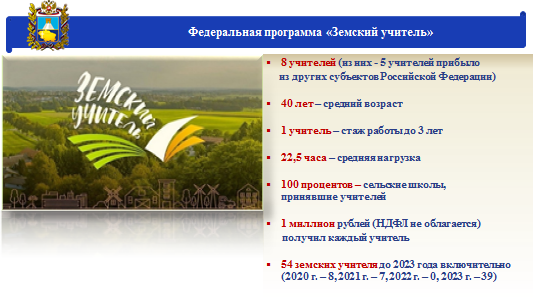 Федеральная программа «Земский учитель»
ЗЕМСКИЙ
УЧИТЕЛЬ
8 учителей (из них - 5 учителей прибыло
из других субъектов Российской Федерации)
40 лет – средний возраст
1 учитель – стаж работы до 3 лет
22,5 часа – средняя нагрузка
100 процентов – сельские школы,
принявшие учителей
1 миллион рублей (НДФЛ не облагается)
получил каждый учитель
54 земских учителя до 2023 года включительно
(2020 г. – 8, 2021 г. – 7, 2022 г. – 0, 2023 г. – 39)